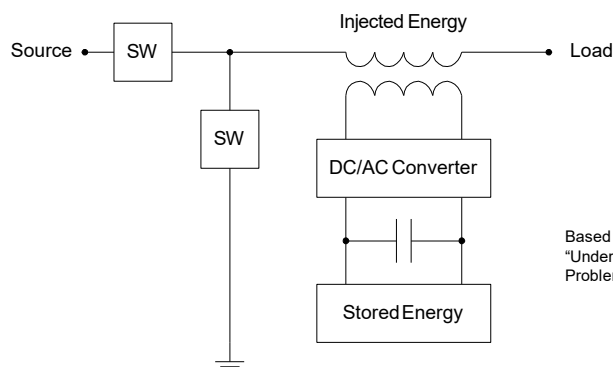 Injected Energy
Source
SW
Load
SW
DC/AC Converter
Based
"Under
Problem
Stored Energy